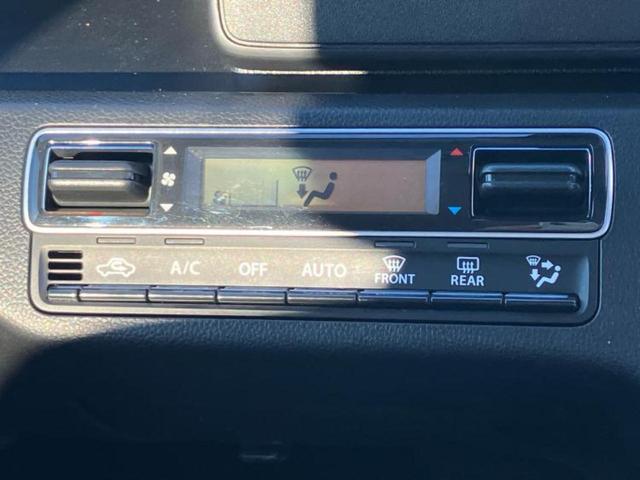 A/C OFF AUTO FRONT REAR